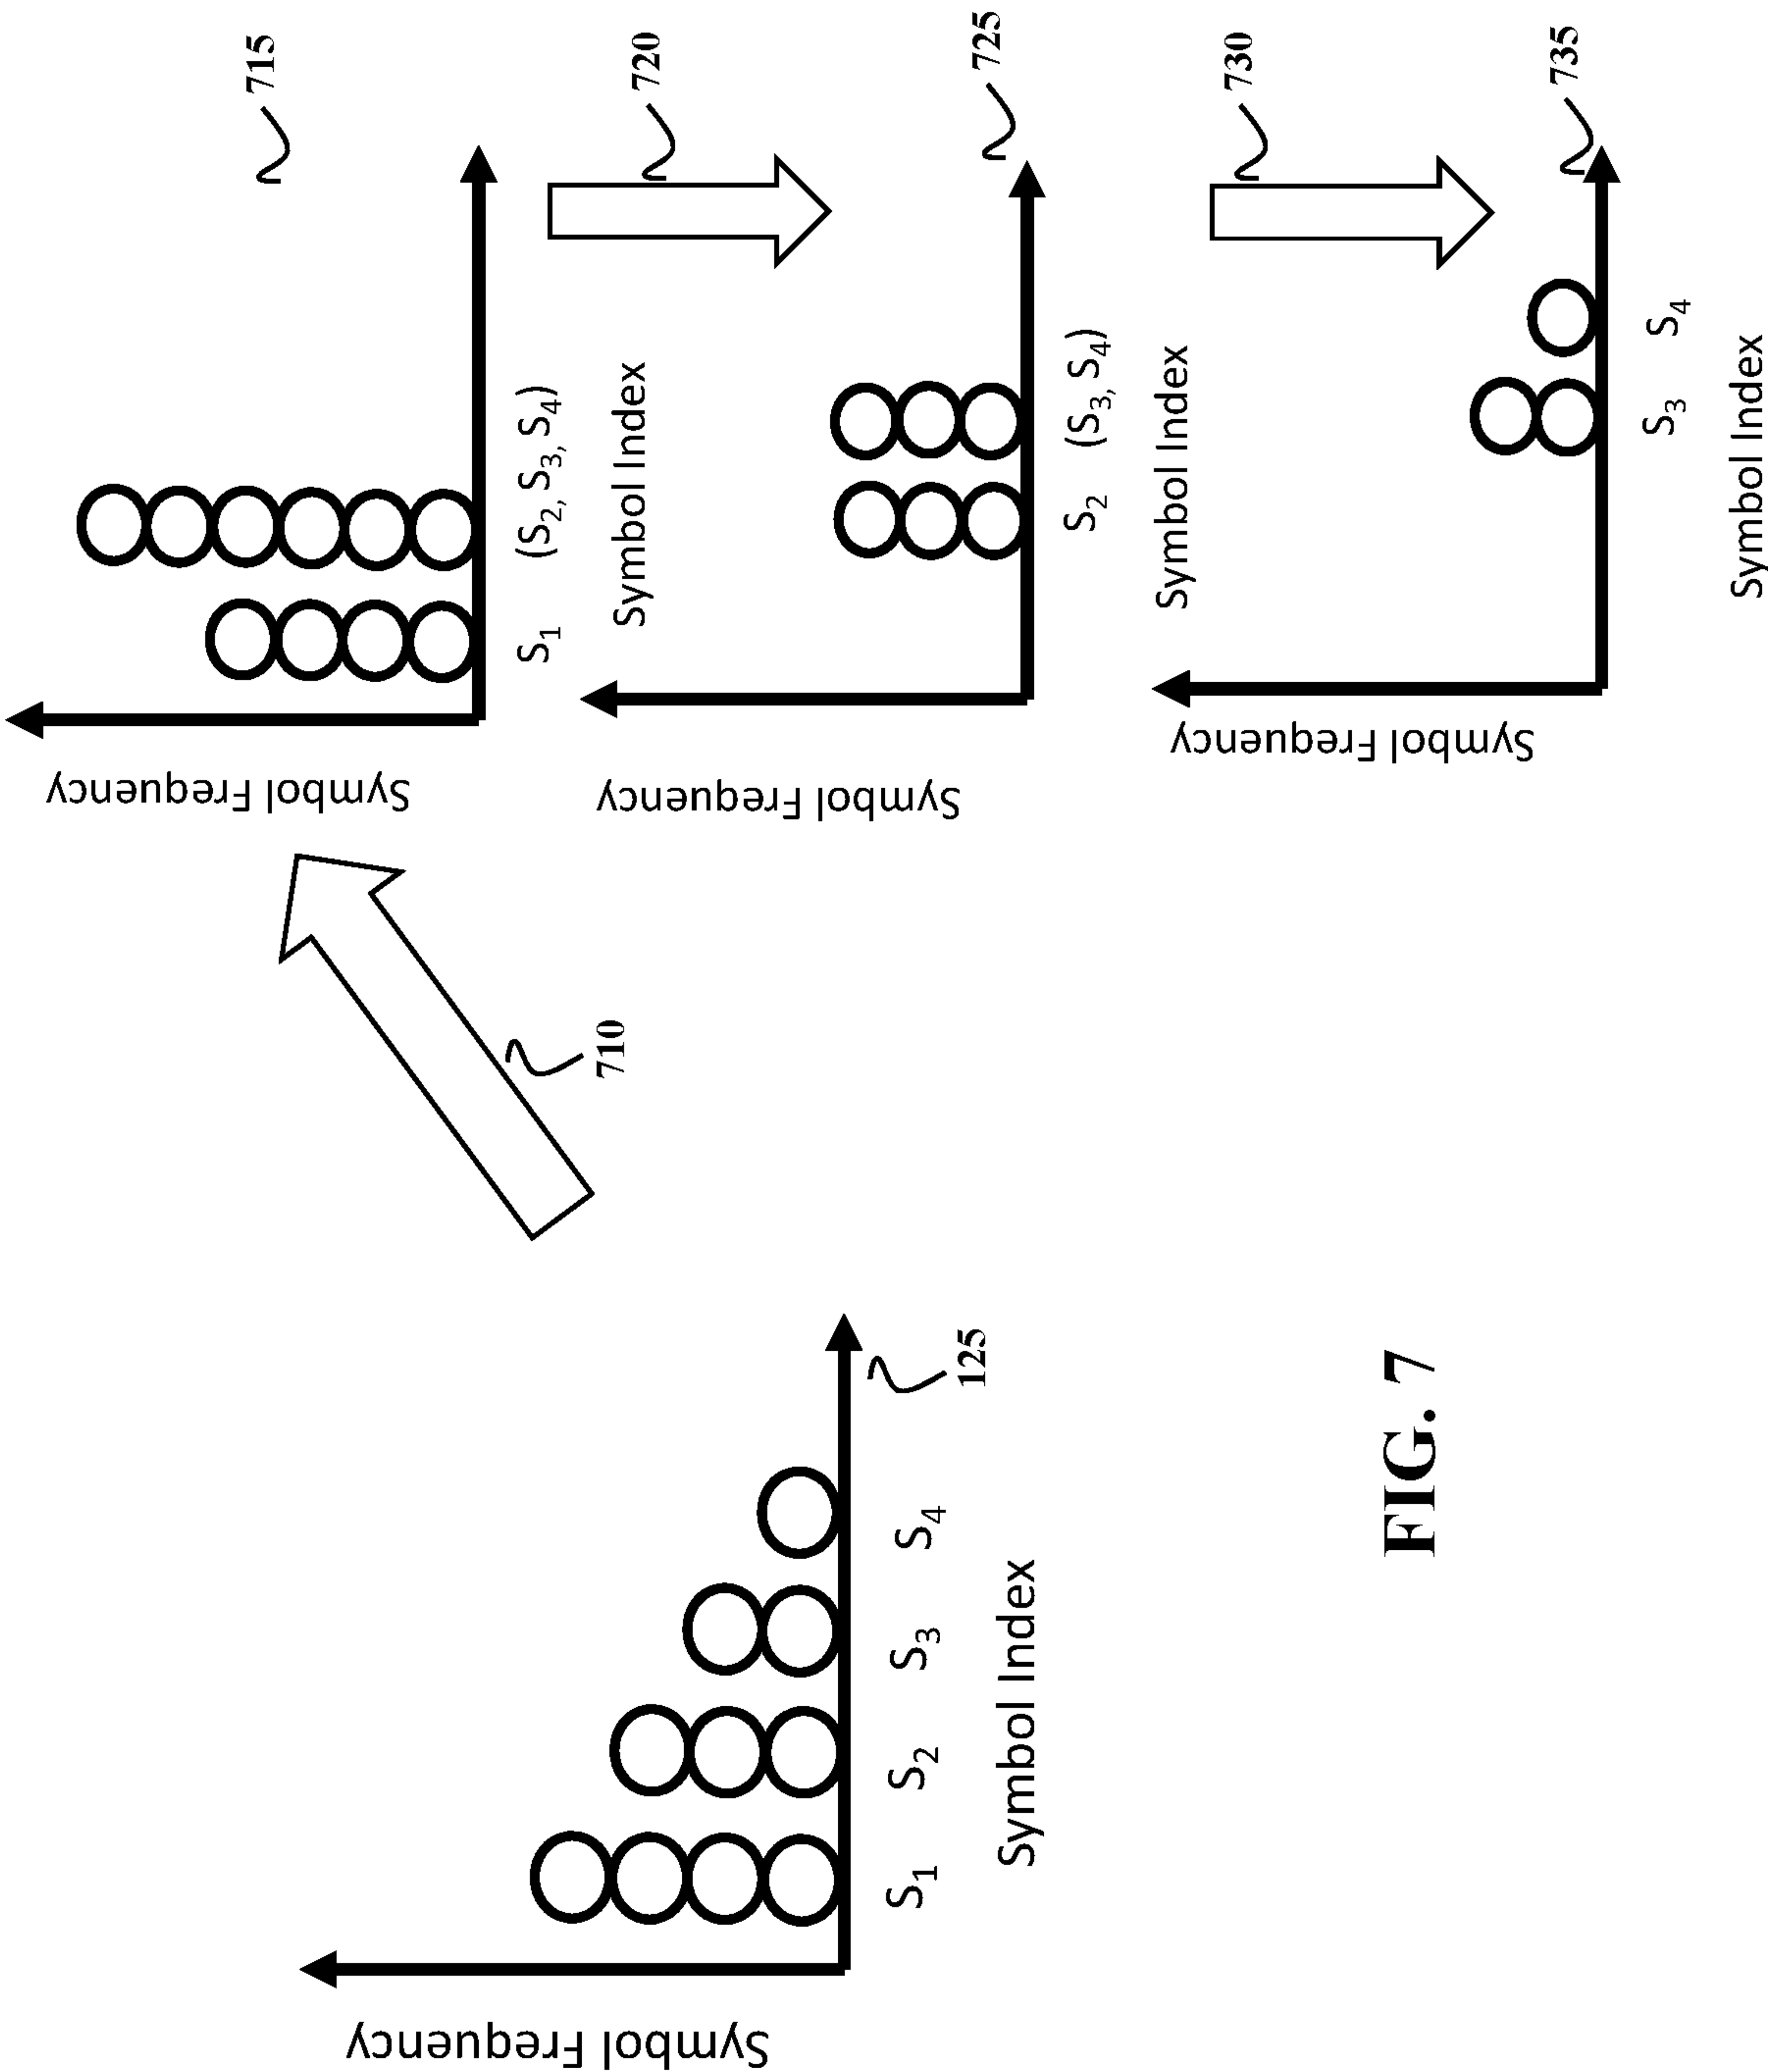 Symbol Frequency
S1 S2 S3 S4
Symbol Index
125
710
Symbol Frequency
S1 (S2, S3, S4)
Symbol Index
715
720
Symbol Frequency
S2 (S3, S4)
Symbol Index
725
730
Symbol Frequency
S3 S4
Symbol Index
735
FIG. 7